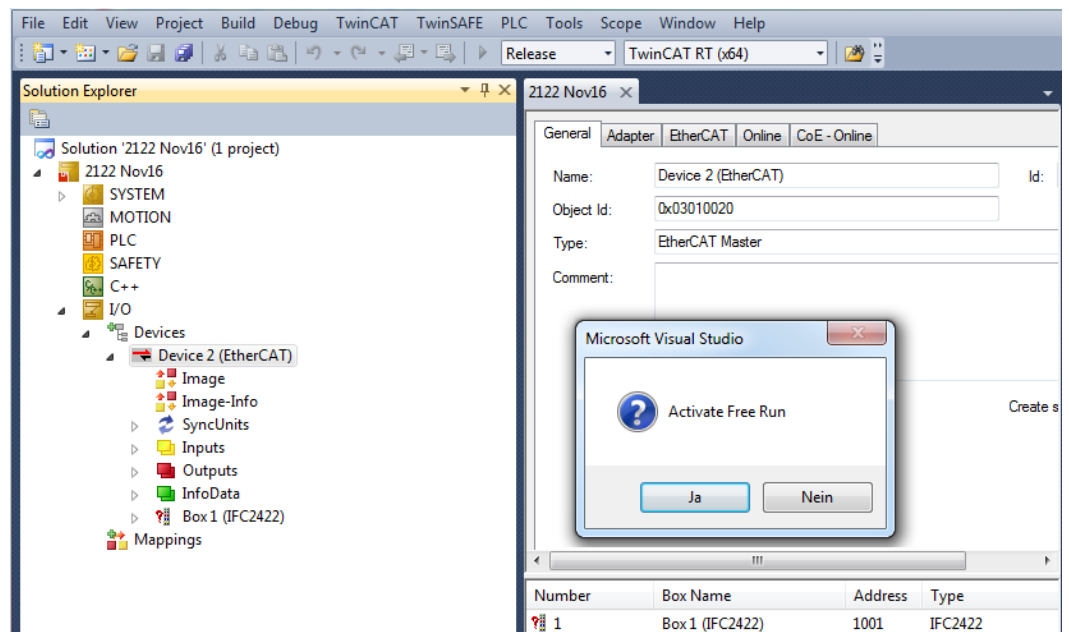 File Edit View Project Build Debug TwinCAT TwinSAFE PLC Tools Scope Window Help
Release TwinCAT RT (x64)
Solution Explorer
Solution '2122 Nov16' (1 project)
2122 Nov16
SYSTEM
MOTION
PLC
SAFETY
C++
I/O
Devices
Device 2 (EtherCAT)
Image
Image-Info
SyncUnits
Inputs
Outputs
InfoData
Box 1 (IFC2422)
Mappings
2122 Nov16
General Adapter EtherCAT Online CoE - Online
Name: Device 2 (EtherCAT) Id:
Object Id: 0x03010020
Type: EtherCAT Master
Comment:
Microsoft Visual Studio
Activate Free Run
Ja Nein
Create s
Number Box Name Address Type
1 Box 1 (IFC2422) 1001 IFC2422